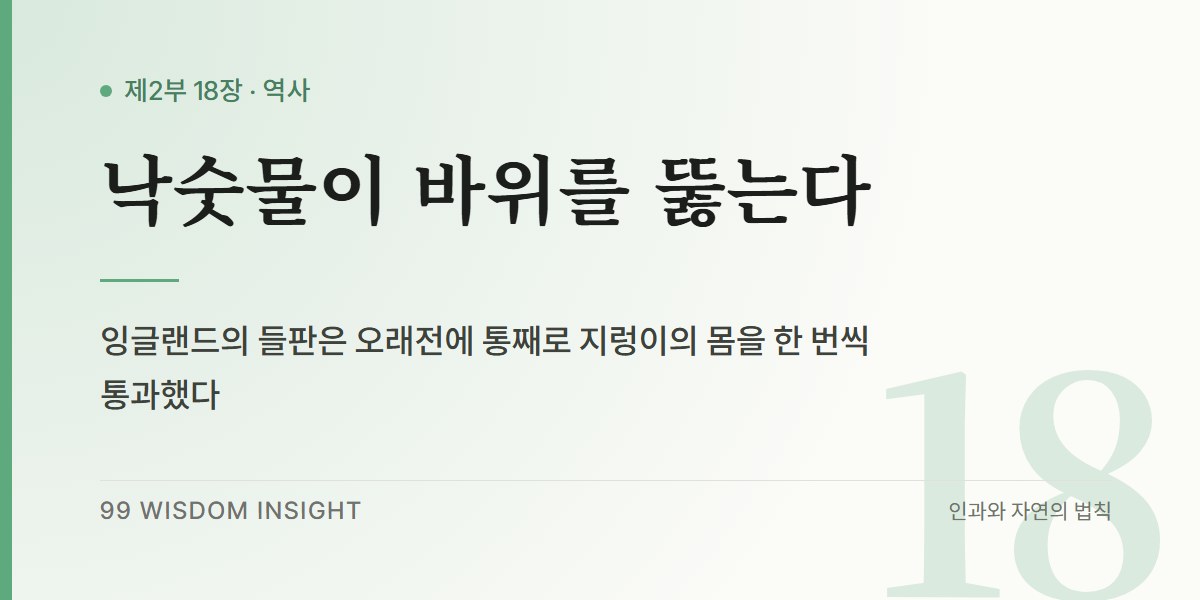 제2부 18장 · 역사
낙숫물이 바위를 뚫는다
잉글랜드의 들판은 오래전에 통째로 지렁이의 몸을 한 번씩
통과했다
99 WISDOM INSIGHT
인과와 자연의 법칙
18